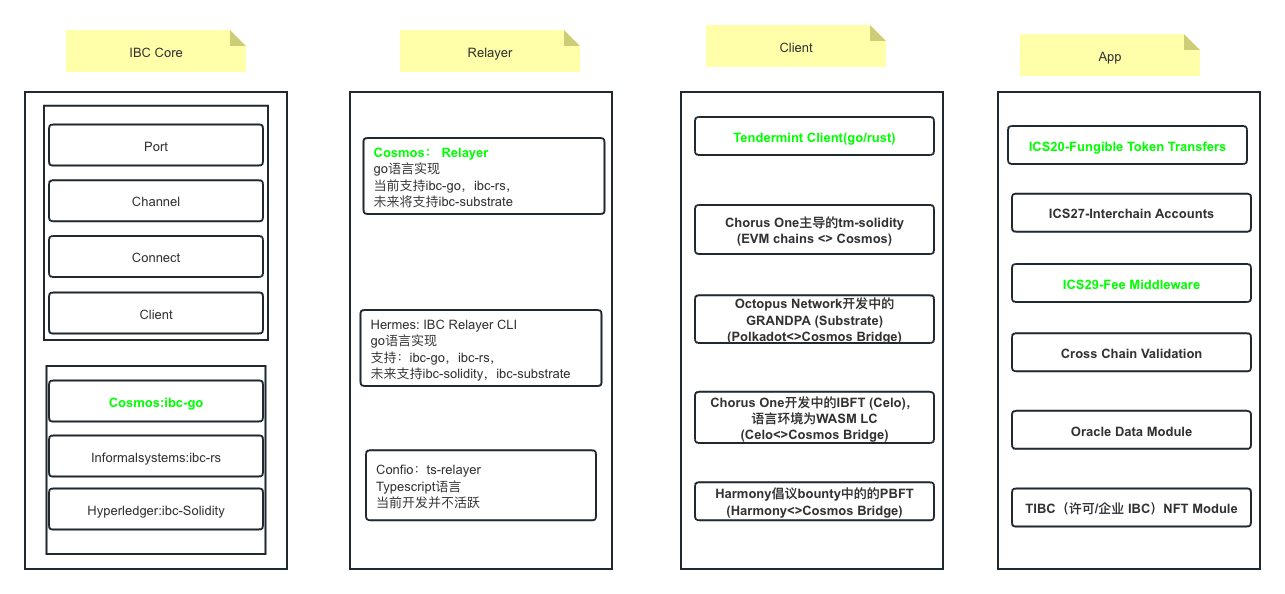 IBC Core
Port
Channel
Connect
Client
Cosmos:ibc-go
Informalsystems:ibc-rs
Hyperledger:ibc-Solidity
Relayer
Cosmos： Relayer
go语言实现
当前支持ibc-go，ibc-rs，
未来将支持ibc-substrate
Hermes: IBC Relayer CLI
go语言实现
支持：ibc-go，ibc-rs，
未来支持ibc-solidity，ibc-substrate
Confio：ts-relayer
Typescript语言
当前开发并不活跃
Client
Tendermint Client(go/rust)
Chorus One主导的tm-solidity
(EVM chains <> Cosmos)
Octopus Network开发中的
GRANDPA (Substrate)
(Polkadot<>Cosmos Bridge)
Chorus One开发中的IBFT (Celo)，
语言环境为WASM LC
(Celo<>Cosmos Bridge)
Harmony倡议bounty中的的PBFT
(Harmony<>Cosmos Bridge)
App
ICS20-Fungible Token Transfers
ICS27-Interchain Accounts
ICS29-Fee Middleware
Cross Chain Validation
Oracle Data Module
TIBC（许可/企业 IBC）NFT Module